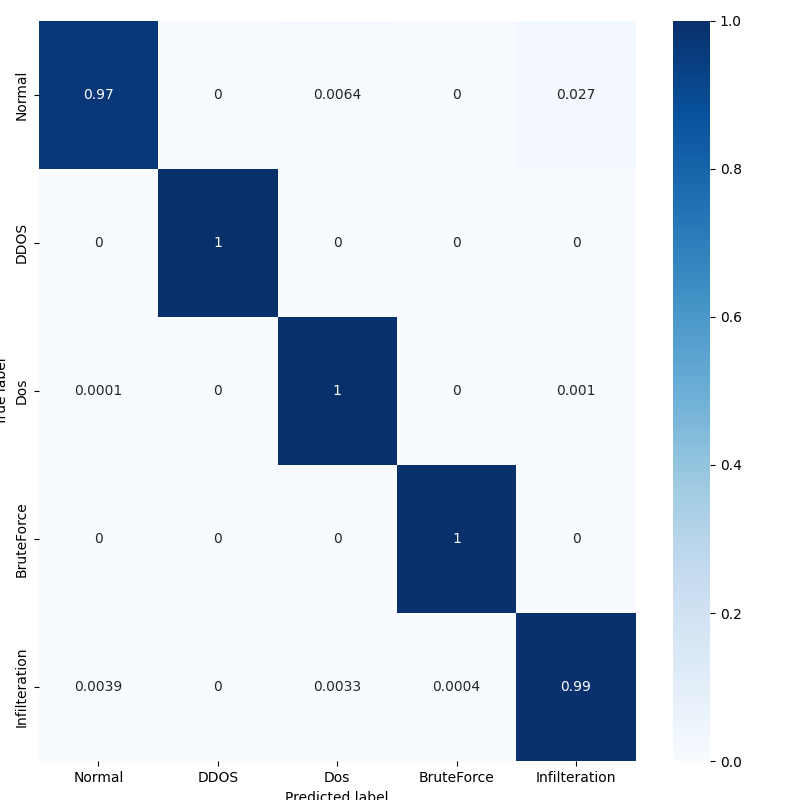 Normal 0.97 0 0.0064 0 0.027
DDOS 0 1 0 0 0
Dos 0.0001 0 1 0 0.001
BruteForce 0 0 0 1 0
Infilteration 0.0039 0 0.0033 0.0004 0.99
Normal DDOS Dos BruteForce Infilteration
Predicted label
True label
1.0
0.8
0.6
0.4
0.2
0.0